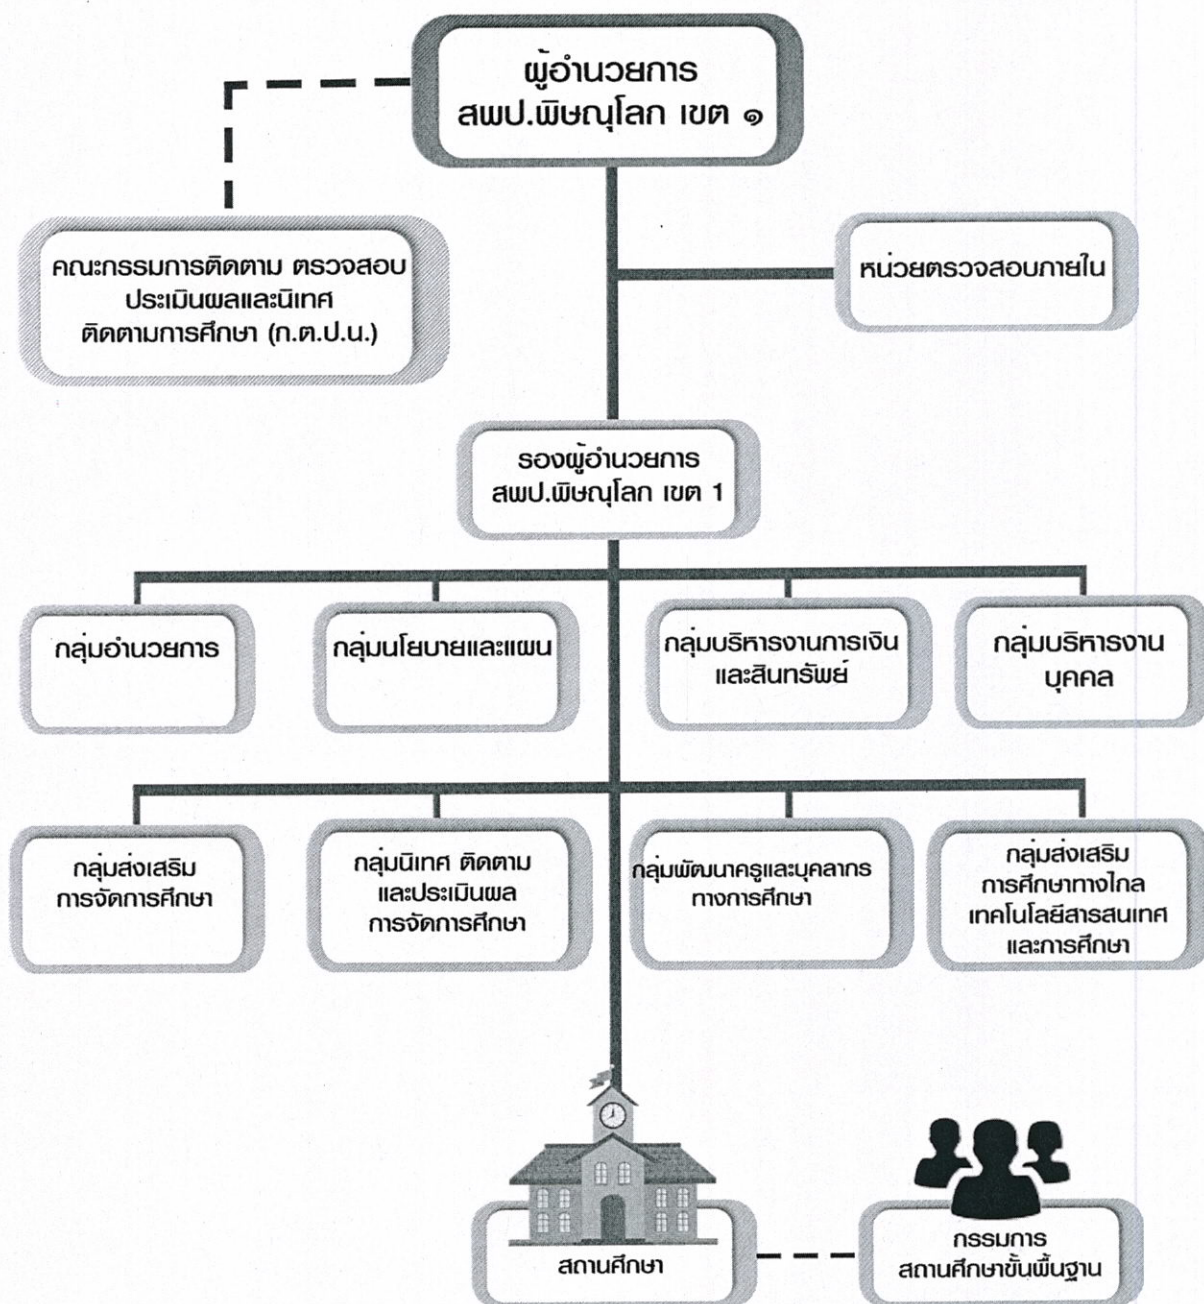 ผู้อำนวยการ
สพป.พิษณุโลก เขต ๑
คณะกรรมการติดตาม ตรวจสอบ
ประเมินผลและนิเทศ
ติดตามการศึกษา (ก.ต.ป.น.)
หน่วยตรวจสอบภายใน
รองผู้อำนวยการ
สพป.พิษณุโลก เขต 1
กลุ่มอำนวยการ
กลุ่มนโยบายและแผน
กลุ่มบริหารงานการเงิน
และสินทรัพย์
กลุ่มบริหารงาน
บุคคล
กลุ่มส่งเสริม
การจัดการศึกษา
กลุ่มนิเทศ ติดตาม
และประเมินผล
การจัดการศึกษา
กลุ่มพัฒนาครูและบุคลากร
ทางการศึกษา
กลุ่มส่งเสริม
การศึกษาทางไกล
เทคโนโลยีสารสนเทศ
และการศึกษา
สถานศึกษา
กรรมการ
สถานศึกษาขั้นพื้นฐาน